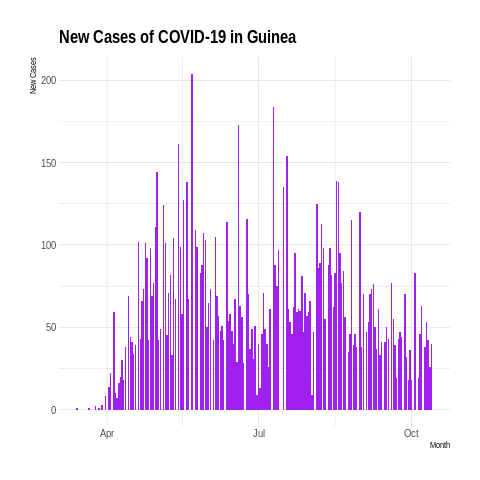 New Cases of COVID-19 in Guinea
New Cases
200
150
100
50
0
Apr
Jul
Oct
Month